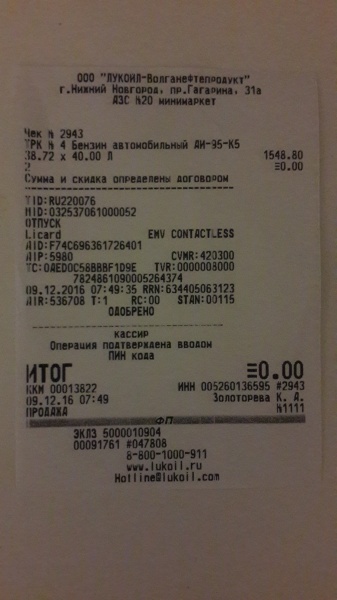 ООО "ЛУКОЙЛ-Волганефтепродукт"
г.Нижний Новгород, пр.Гагарина, 31а
АЗС №20 минимаркет
Чек № 2943
ТРК № 4 Бензин автомобильный АИ-95-К5
38.72 x 40.00 Л 1548.80
2 ≡0.00
Сумма и скидка определены договором
TID:RU220076
MID:032537061000052
ОТПУСК
Licard EMV CONTACTLESS
AID:F74C696361726401
AIP:5980 CVMR:420300
TC:0AED0C58BBBF1D9E TVR:0000008000
7824861090005264374
09.12.2016 07:49:35 RRN:634405063123
AIR:536708 T:1 RC:00 STAN:00115
ОДОБРЕНО
кассир
Операция подтверждена вводом
ПИН кода
ИТОГ ≡0.00
ККМ 00013822 ИНН 005260136595 #2943
09.12.16 07:49 Золоторева К. А.
ПРОДАЖА №1111
ФП
ЭКЛЗ 5000010904
00091761 #047808
8-800-1000-911
www.lukoil.ru
Hotline@lukoil.com